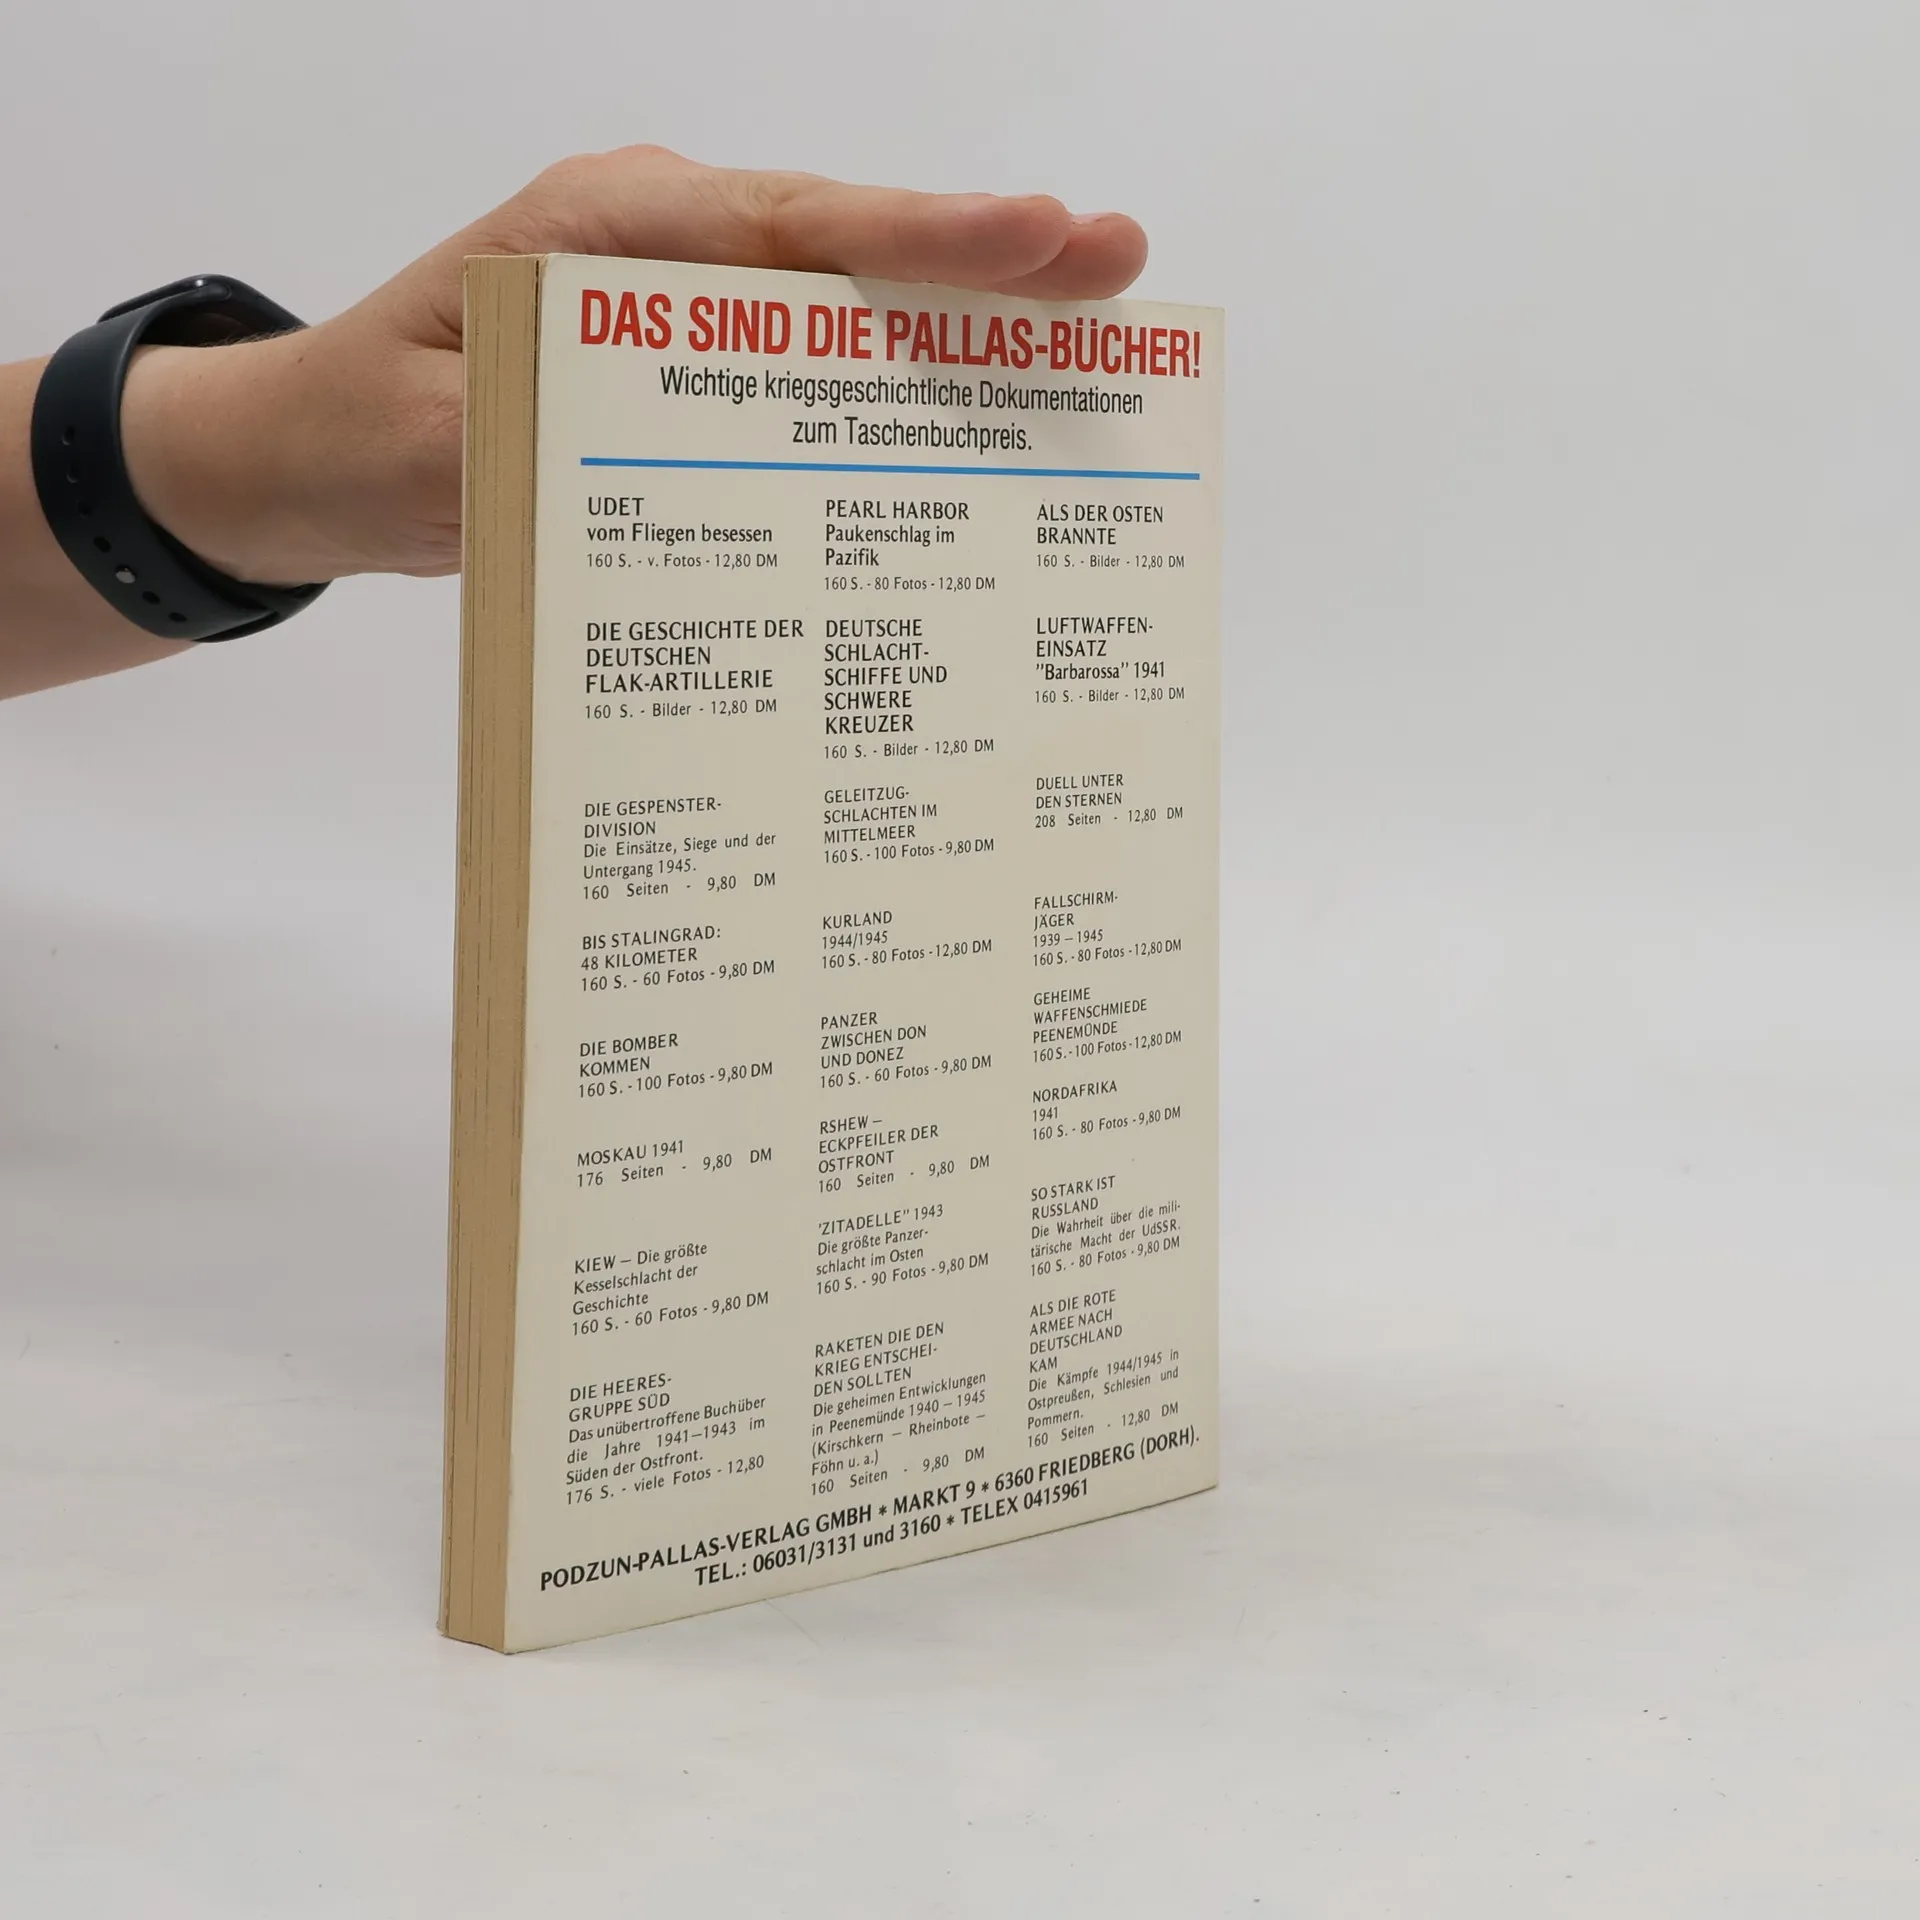 DAS SIND DIE PALLAS-BÜCHER!
Wichtige kriegsgeschichtliche Dokumentationen
zum Taschenbuchpreis.
UDET
vom Fliegen besessen
160 S. - v. Fotos - 12,80 DM
DIE GESCHICHTE DER
DEUTSCHEN
FLAK-ARTILLERIE
160 S. - Bilder - 12,80 DM
DIE GESPENSTER-
DIVISION
Die Einsätze, Siege und der
Untergang 1945.
160 Seiten - 9,80 DM
BIS STALINGRAD:
48 KILOMETER
160 S. - 60 Fotos - 9,80 DM
DIE BOMBER
KOMMEN
160 S. - 100 Fotos - 9,80 DM
MOSKAU 1941
176 Seiten - 9,80 DM
KIEW – Die größte
Kesselschlacht der
Geschichte
160 S. - 60 Fotos - 9,80 DM
DIE HEERES-
GRUPPE SÜD
Das unübertroffene Buch über
die Jahre 1941–1943 im
Süden der Ostfront.
176 S. - viele Fotos - 12,80
PEARL HARBOR
Paukenschlag im
Pazifik
160 S. - 80 Fotos - 12,80 DM
DEUTSCHE
SCHLACHT-
SCHIFFE UND
SCHWERE
KREUZER
160 S. - Bilder - 12,80 DM
GELEITZUG-
SCHLACHTEN IM
MITTELMEER
160 S. - 100 Fotos - 9,80 DM
KURLAND
1944/1945
160 S. - 80 Fotos - 12,80 DM
PANZER
ZWISCHEN DON
UND DONEZ
160 S. - 60 Fotos - 9,80 DM
RSHEW –
ECKPFEILER DER
OSTFRONT
160 Seiten - 9,80 DM
'ZITADELLE" 1943
Die größte Panzer-
schlacht im Osten
160 S. - 90 Fotos - 9,80 DM
RAKETEN DIE DEN
KRIEG ENTSCHEI-
DEN SOLLTEN
Die geheimen Entwicklungen
in Peenemünde 1940 – 1945
(Kirschkern – Rheinbote –
Föhn u. a.)
160 Seiten - 9,80 DM
ALS DER OSTEN
BRANNTE
160 S. - Bilder - 12,80 DM
LUFTWAFFEN-
EINSATZ
"Barbarossa" 1941
160 S. - Bilder - 12,80 DM
DUELL UNTER
DEN STERNEN
208 Seiten - 12,80 DM
FALLSCHIRM-
JÄGER
1939 – 1945
160 S. - 80 Fotos - 12,80 DM
GEHEIME
WAFFENSCHMIEDE
PEENEMÜNDE
160 S. - 100 Fotos - 12,80 DM
NORDAFRIKA
1941
160 S. - 80 Fotos - 9,80 DM
SO STARK IST
RUSSLAND
Die Wahrheit über die mili-
tärische Macht der UdSSR.
160 S. - 80 Fotos - 9,80 DM
ALS DIE ROTE
ARMEE NACH
DEUTSCHLAND
KAM
Die Kämpfe 1944/1945 in
Ostpreußen, Schlesien und
Pommern.
160 Seiten - 12,80 DM
PODZUN-PALLAS-VERLAG GMBH * MARKT 9 * 6360 FRIEDBERG (DORH).
TEL.: 06031/3131 und 3160 * TELEX 0415961